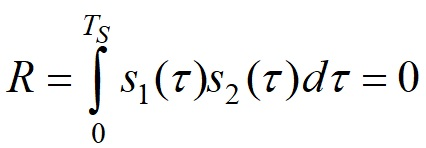 R = ∫₀^{T_S} s₁(τ)s₂(τ)dτ = 0